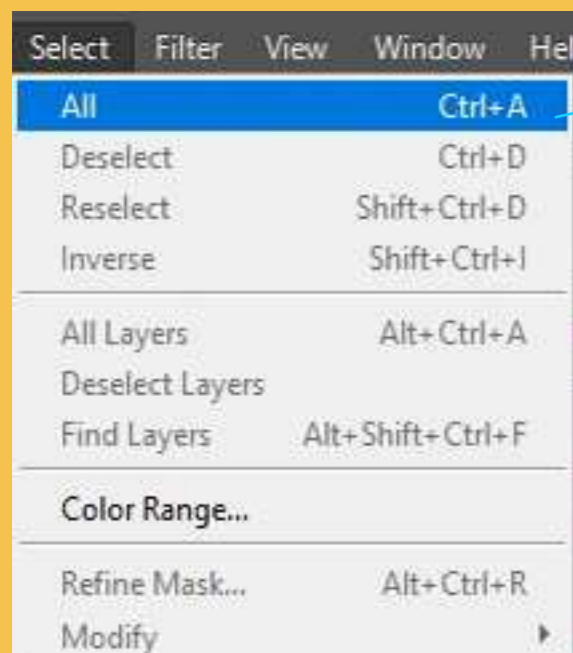 Select Filter View Window Hel
All Ctrl+A
Deselect Ctrl+D
Reselect Shift+Ctrl+D
Inverse Shift+Ctrl+I
All Layers Alt+Ctrl+A
Deselect Layers
Find Layers Alt+Shift+Ctrl+F
Color Range...
Refine Mask... Alt+Ctrl+R
Modify